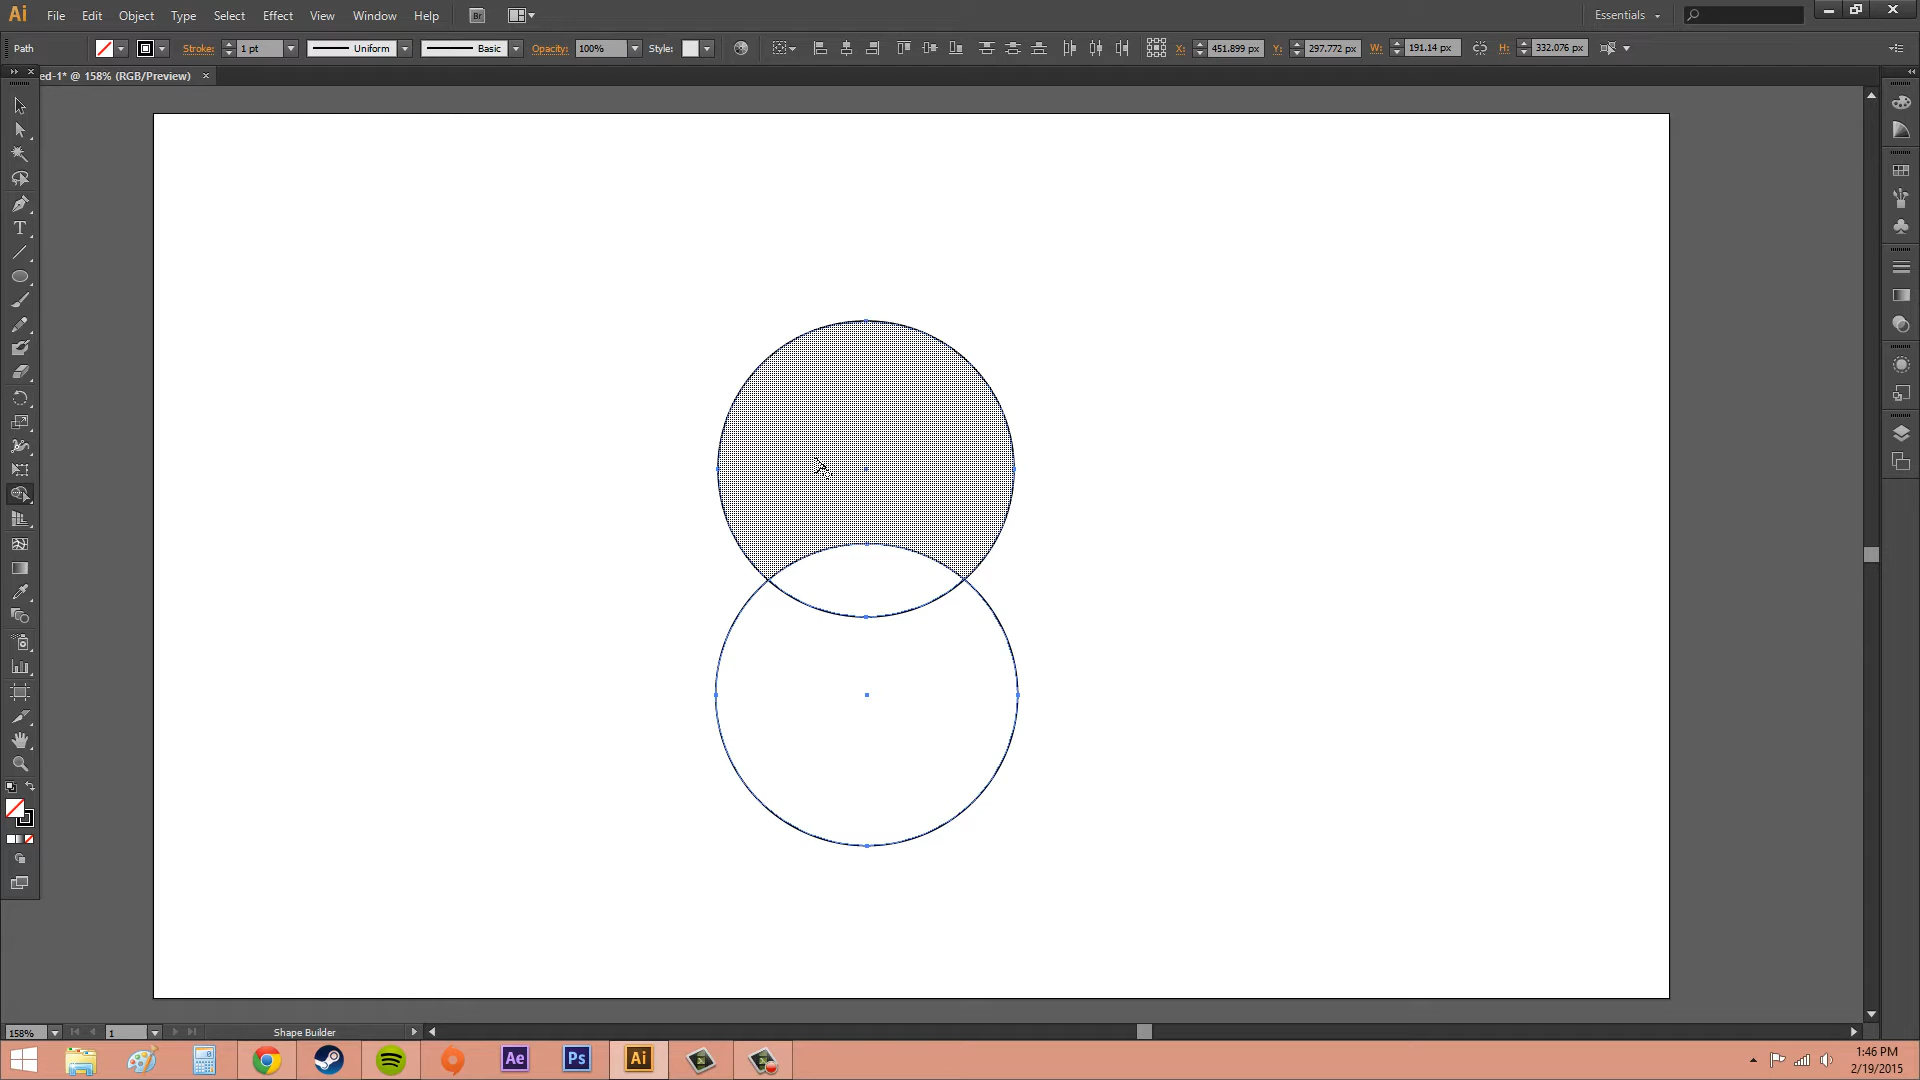 Ai File Edit Object Type Select Effect View Window Help Br Essentials
Path Stroke: 1 pt Uniform Basic Opacity: 100% Style: X: 451.899 px Y: 297.772 px W: 191.14 px H: 332.076 px
ed-1* @ 158% (RGB/Preview) ×
T
158% 1 Shape Builder
Ae Ps Ai
1:46 PM
2/19/2015